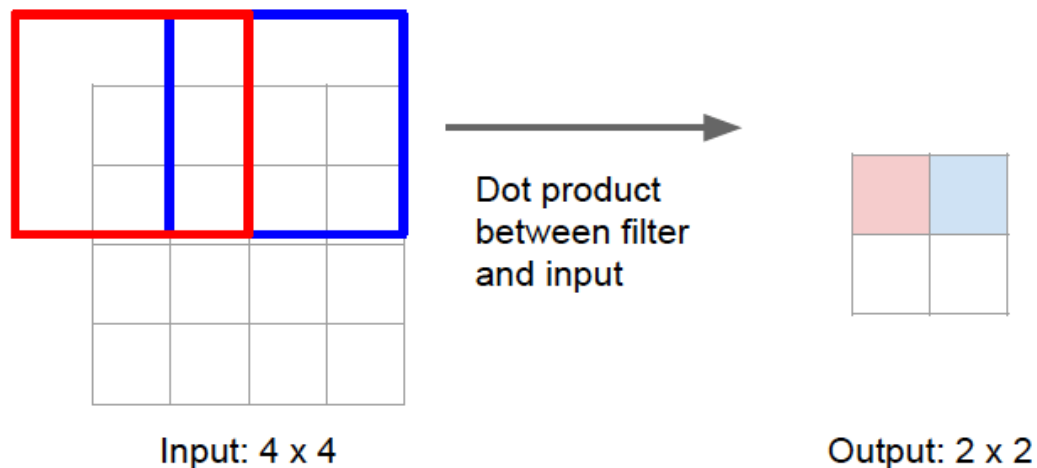 Dot product
between filter
and input
Input: 4 x 4
Output: 2 x 2